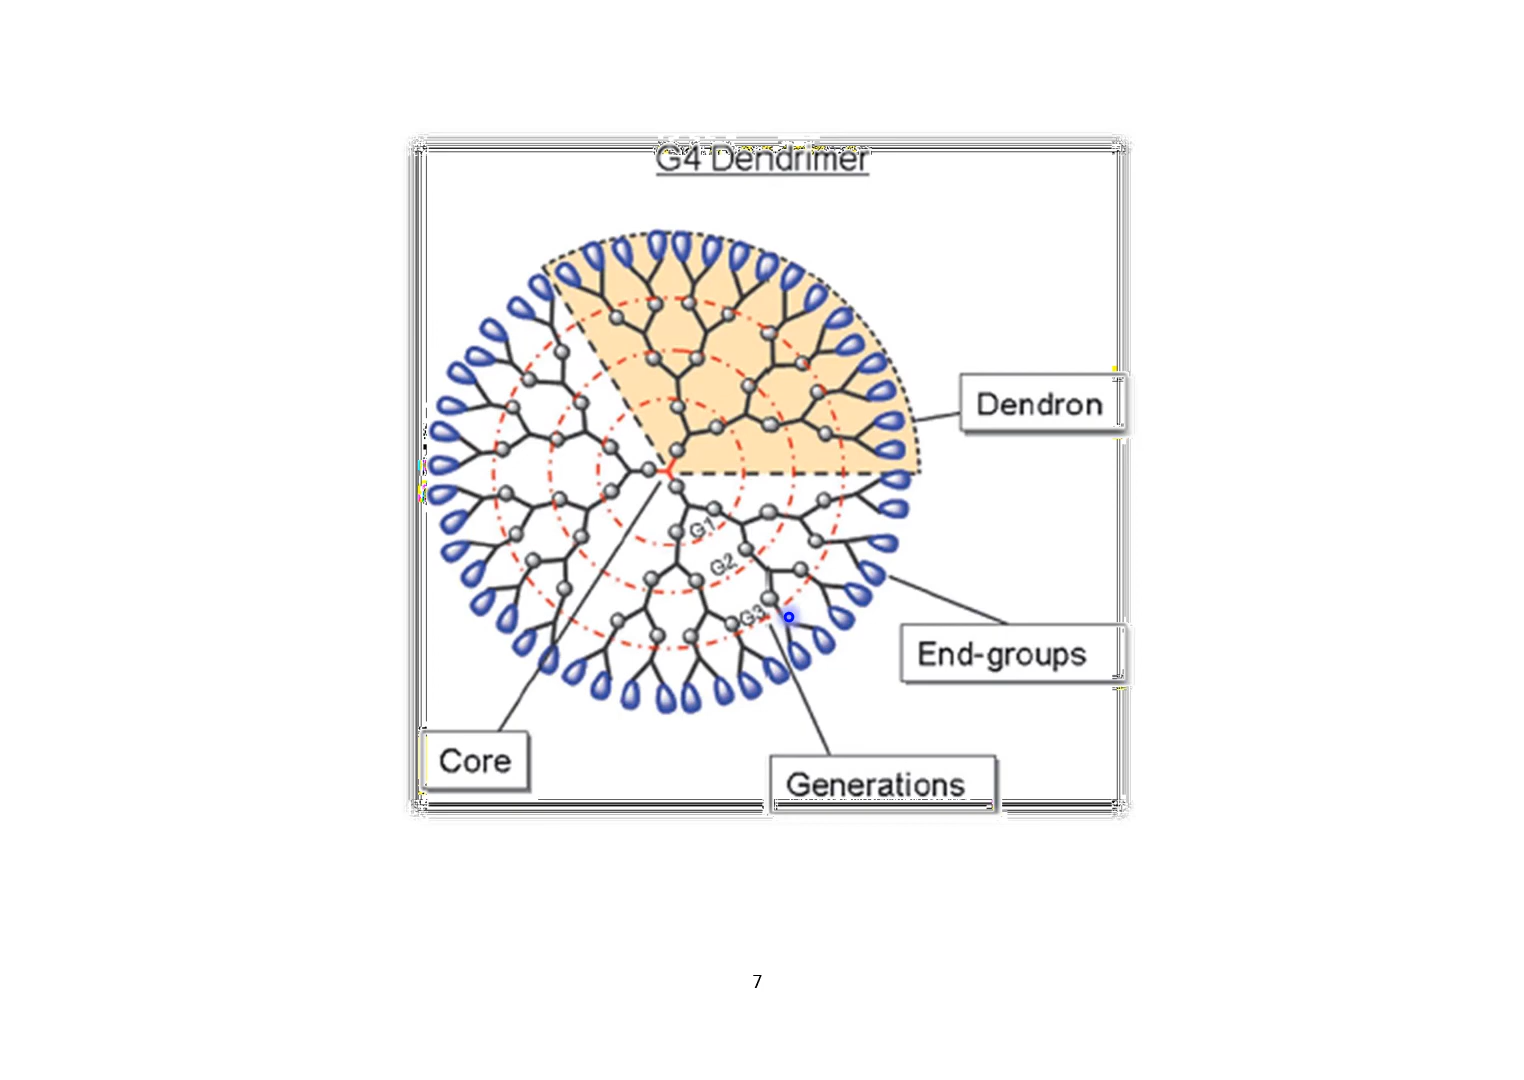 G4 Dendrimer
Dendron
G1
G2
G3
End-groups
Core
Generations
7